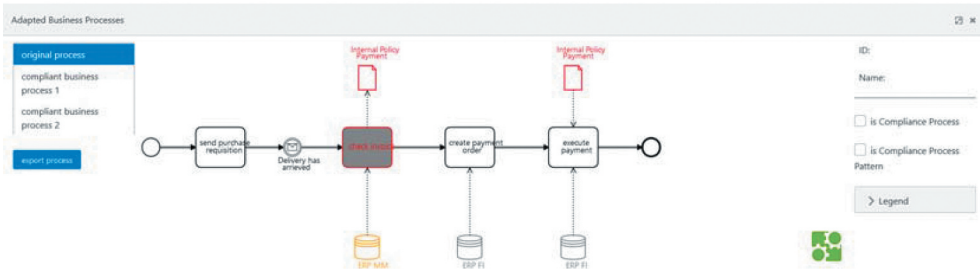 Adapted Business Processes
original process
compliant business
process 1
compliant business
process 2
export process
Internal Policy
Payment
Internal Policy
Payment
send purchase
requisition
Delivery has
arrieved
check invoice
create payment
order
execute
payment
ERP MM
ERP FI
ERP FI
ID:
Name:
is Compliance Process
is Compliance Process
Pattern
Legend